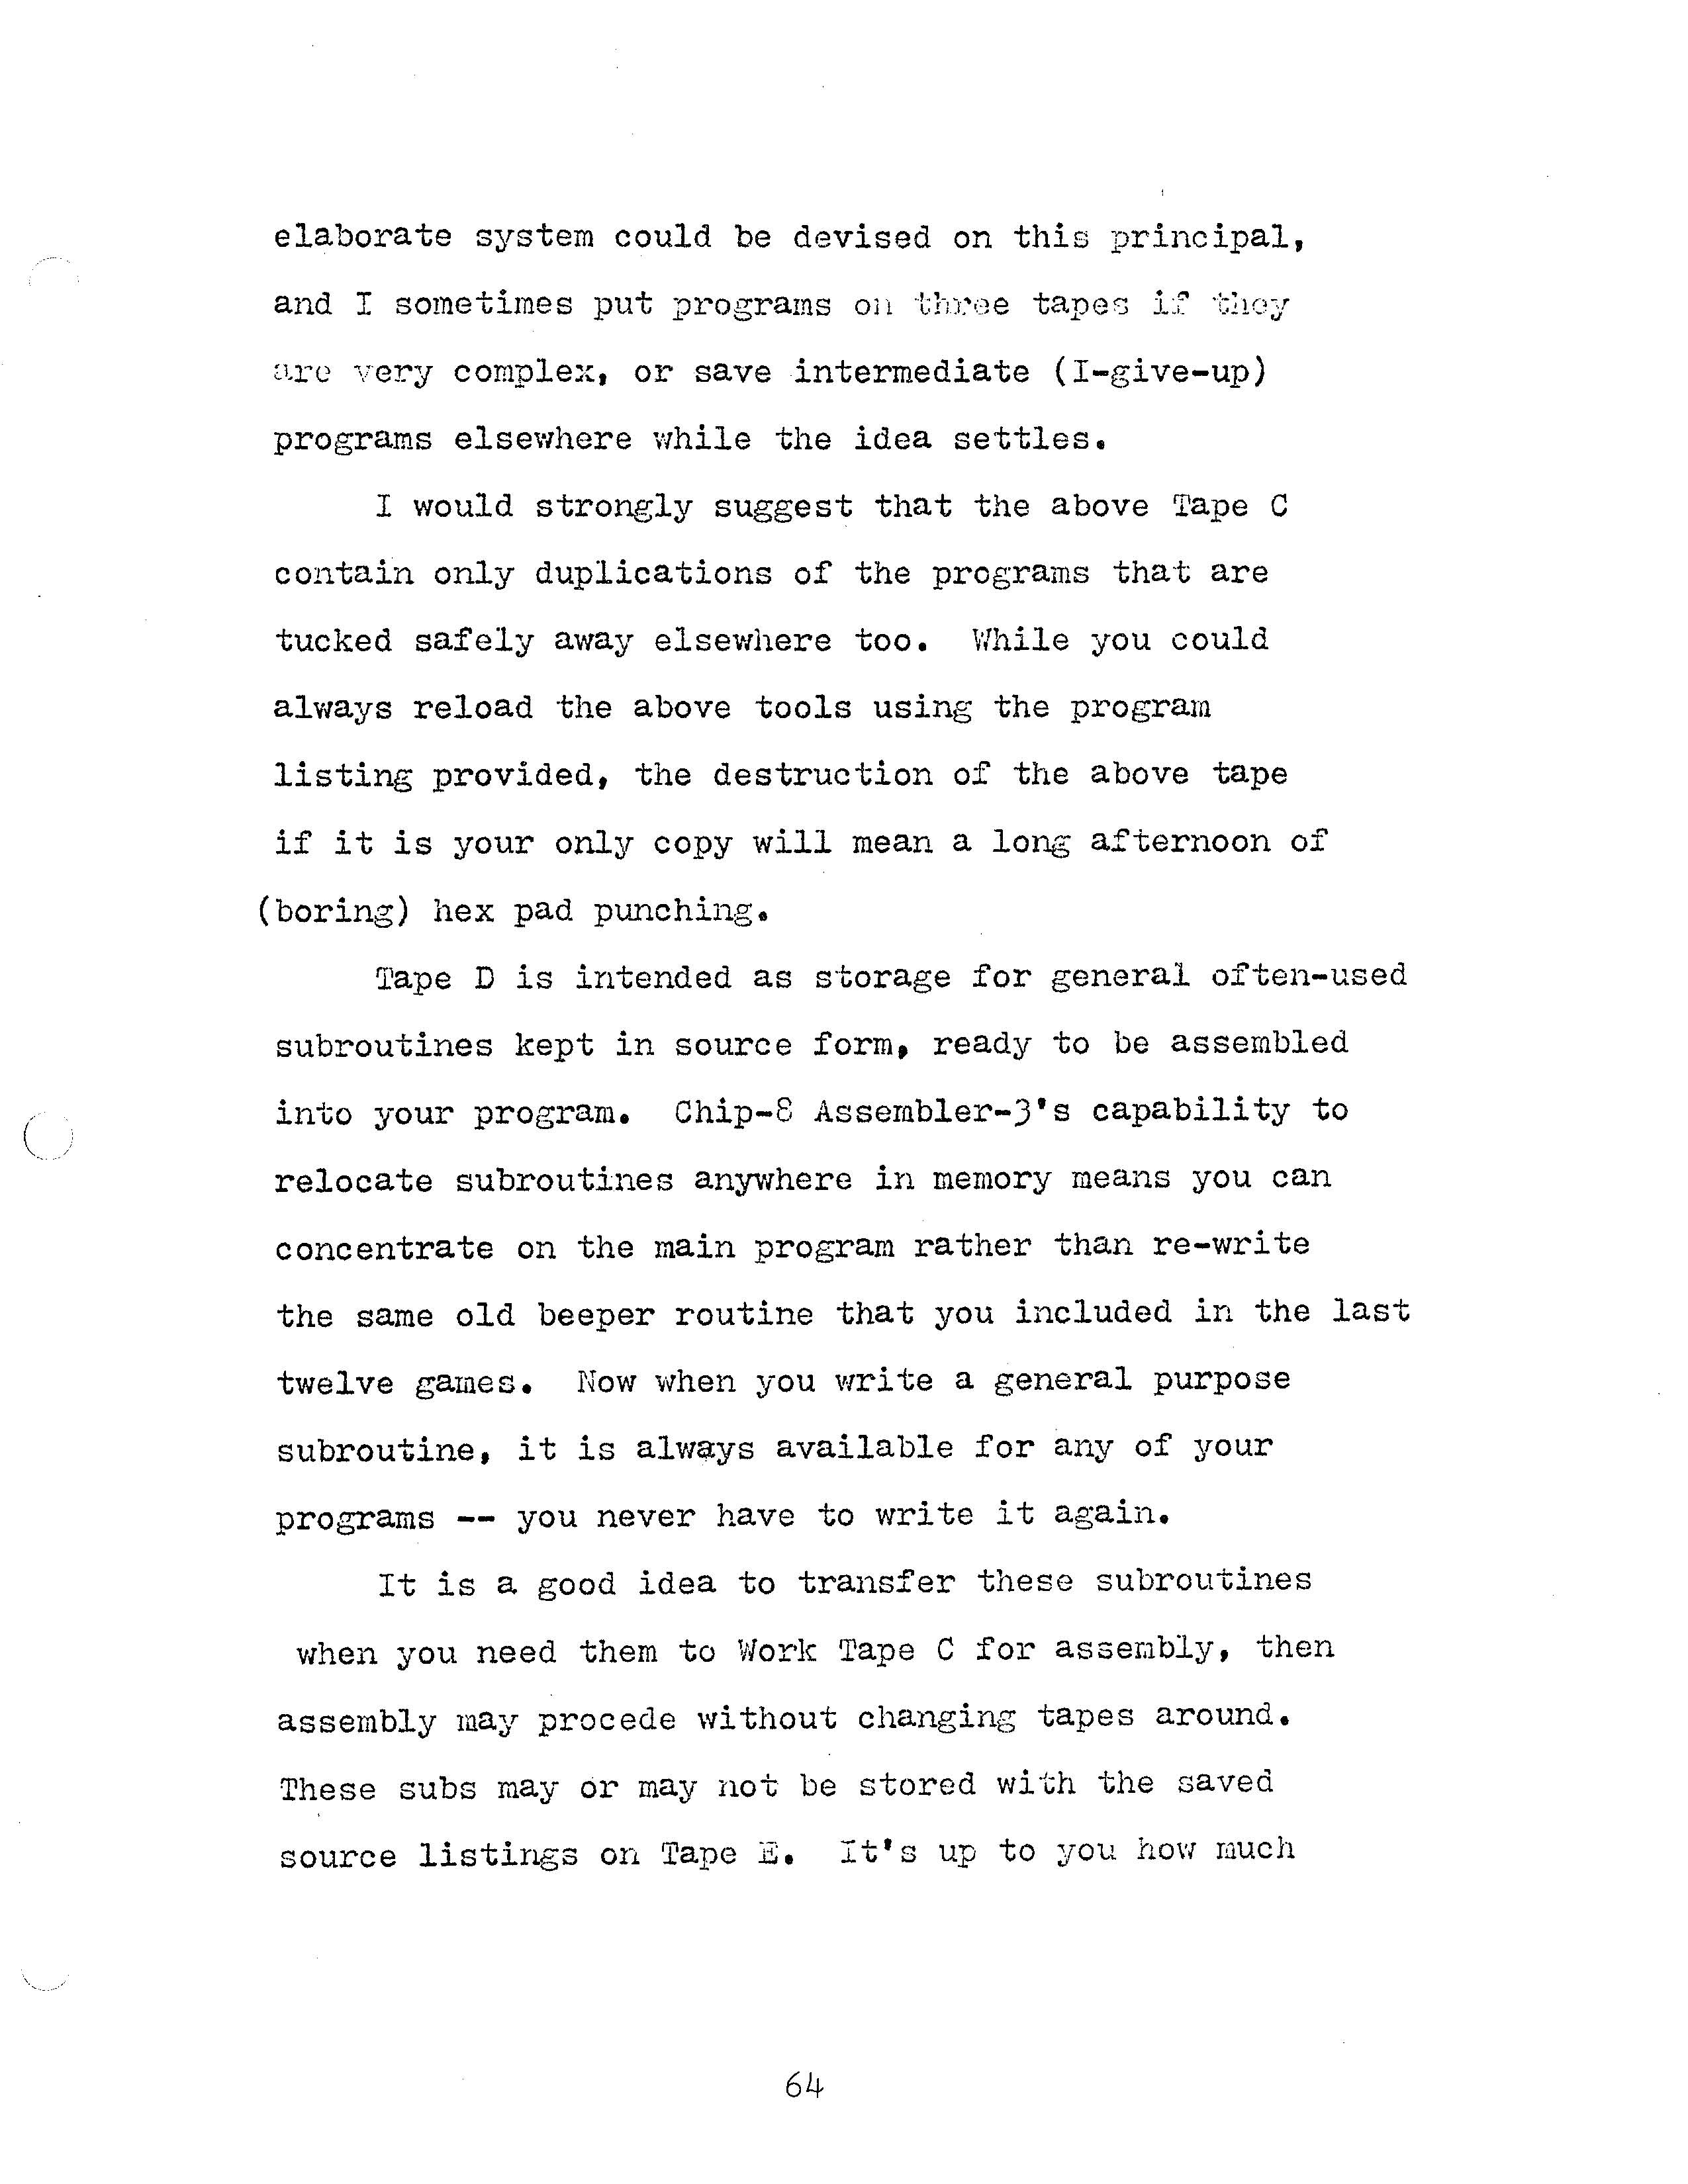 elaborate system could be devised on this principal,
and I sometimes put programs on three tapes if they
are very complex, or save intermediate (I-give-up)
programs elsewhere while the idea settles.
I would strongly suggest that the above Tape C
contain only duplications of the programs that are
tucked safely away elsewhere too.  While you could
always reload the above tools using the program
listing provided, the destruction of the above tape
if it is your only copy will mean a long afternoon of
(boring) hex pad punching.
Tape D is intended as storage for general often-used
subroutines kept in source form, ready to be assembled
into your program.  Chip-8 Assembler-3's capability to
relocate subroutines anywhere in memory means you can
concentrate on the main program rather than re-write
the same old beeper routine that you included in the last
twelve games.  Now when you write a general purpose
subroutine, it is always available for any of your
programs -- you never have to write it again.
It is a good idea to transfer these subroutines
when you need them to Work Tape C for assembly, then
assembly may procede without changing tapes around.
These subs may or may not be stored with the saved
source listings on Tape E.  It's up to you how much
64